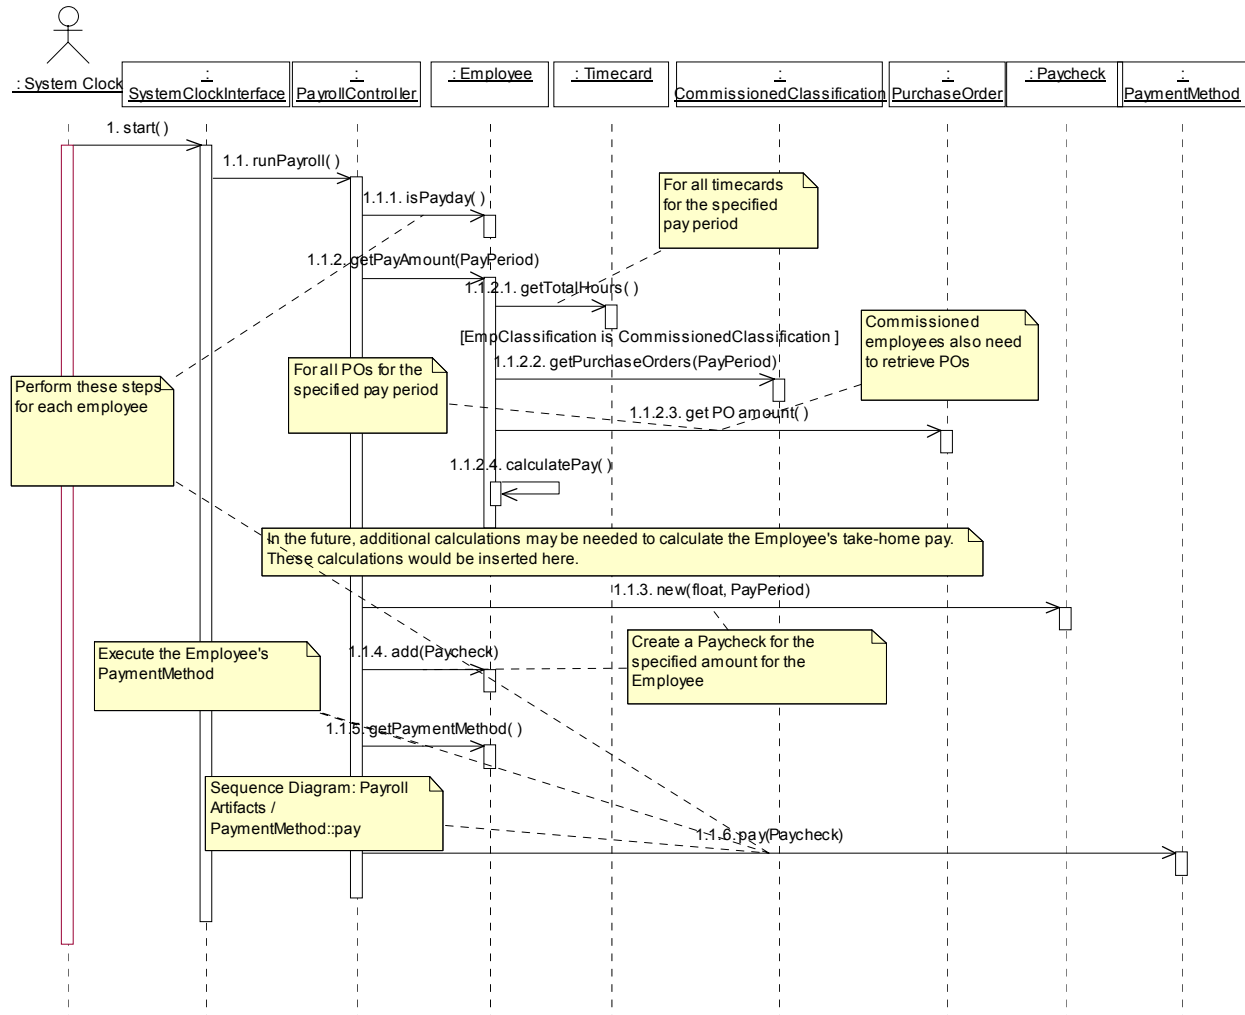 : System Clock
:
SystemClockInterface
:
PayrollController
: Employee
: Timecard
:
CommissionedClassification
:
PurchaseOrder
: Paycheck
:
PaymentMethod
1. start( )
1.1. runPayroll( )
1.1.1. isPayday( )
For all timecards
for the specified
pay period
1.1.2. getPayAmount(PayPeriod)
1.1.2.1. getTotalHours( )
[EmpClassification is CommissionedClassification ]
Commissioned
employees also need
to retrieve POs
1.1.2.2. getPurchaseOrders(PayPeriod)
For all POs for the
specified pay period
Perform these steps
for each employee
1.1.2.3. get PO amount( )
1.1.2.4. calculatePay( )
In the future, additional calculations may be needed to calculate the Employee's take-home pay.
These calculations would be inserted here.
1.1.3. new(float, PayPeriod)
Create a Paycheck for the
specified amount for the
Employee
Execute the Employee's
PaymentMethod
1.1.4. add(Paycheck)
1.1.5. getPaymentMethod( )
Sequence Diagram: Payroll
Artifacts /
PaymentMethod::pay
1.1.6. pay(Paycheck)